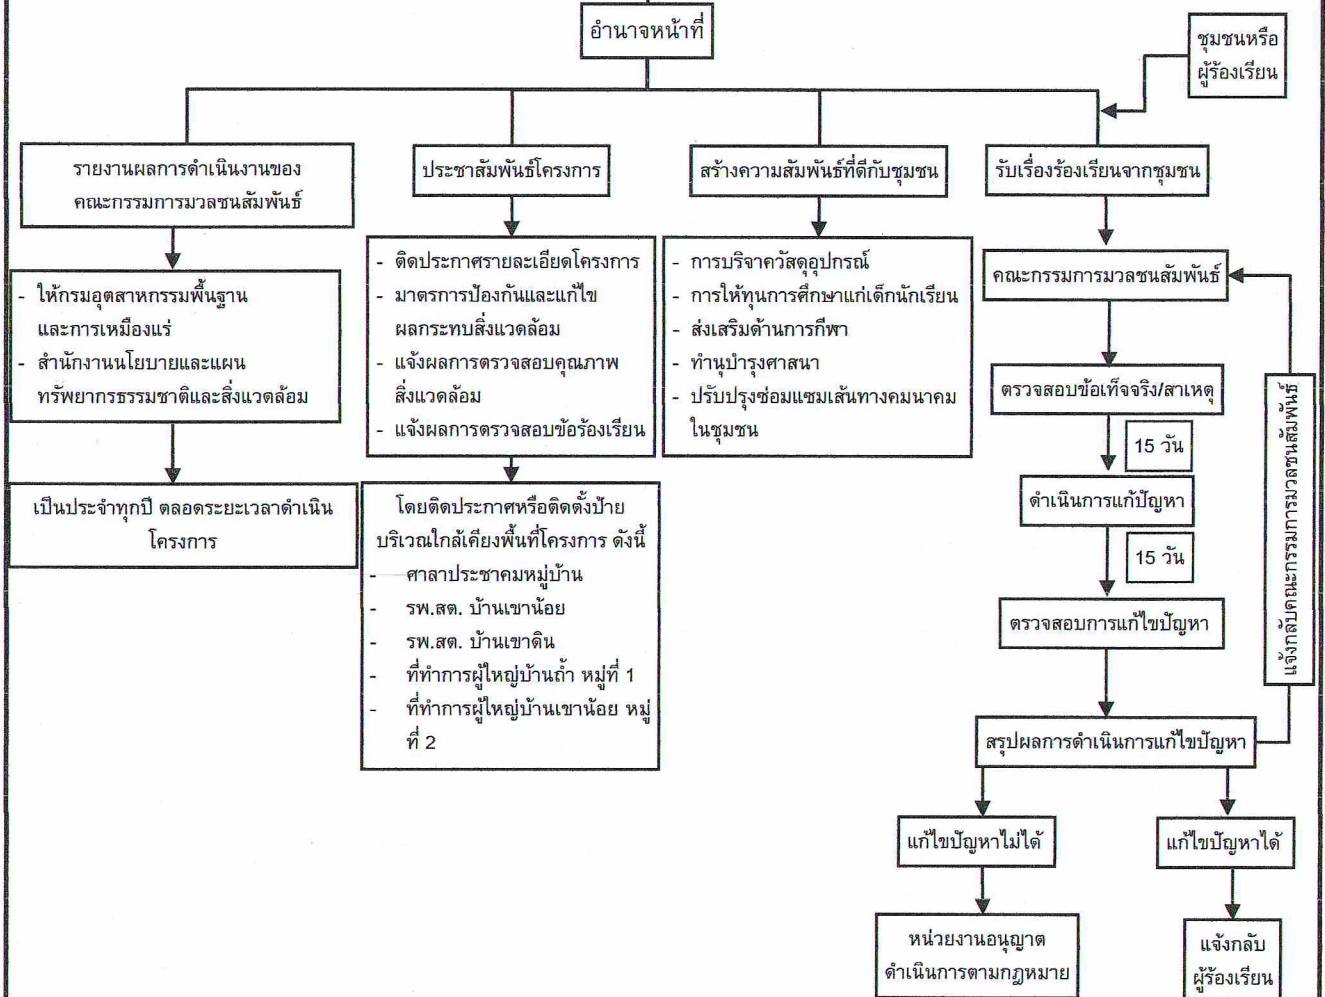 อำนาจหน้าที่
ชุมชนหรือ
ผู้ร้องเรียน
รายงานผลการดำเนินงานของ
คณะกรรมการมวลชนสัมพันธ์
- ให้กรมอุตสาหกรรมพื้นฐาน
และการเหมืองแร่
- สำนักงานนโยบายและแผน
ทรัพยากรธรรมชาติและสิ่งแวดล้อม
เป็นประจำทุกปี ตลอดระยะเวลาดำเนิน
โครงการ
ประชาสัมพันธ์โครงการ
- ติดประกาศรายละเอียดโครงการ
- มาตรการป้องกันและแก้ไข
ผลกระทบสิ่งแวดล้อม
- แจ้งผลการตรวจสอบคุณภาพ
สิ่งแวดล้อม
- แจ้งผลการตรวจสอบข้อร้องเรียน
โดยติดประกาศหรือติดตั้งป้าย
บริเวณใกล้เคียงพื้นที่โครงการ ดังนี้
- ศาลาประชาคมหมู่บ้าน
- รพ.สต. บ้านเขาน้อย
- รพ.สต. บ้านเขาดิน
- ที่ทำการผู้ใหญ่บ้านถ้ำ หมู่ที่ 1
- ที่ทำการผู้ใหญ่บ้านเขาน้อย หมู่
ที่ 2
สร้างความสัมพันธ์ที่ดีกับชุมชน
- การบริจาควัสดุอุปกรณ์
- การให้ทุนการศึกษาแก่เด็กนักเรียน
- ส่งเสริมด้านการกีฬา
- ทำนุบำรุงศาสนา
- ปรับปรุงซ่อมแซมเส้นทางคมนาคม
ในชุมชน
รับเรื่องร้องเรียนจากชุมชน
คณะกรรมการมวลชนสัมพันธ์
ตรวจสอบข้อเท็จจริง/สาเหตุ
15 วัน
ดำเนินการแก้ปัญหา
15 วัน
ตรวจสอบการแก้ไขปัญหา
สรุปผลการดำเนินการแก้ไขปัญหา
แจ้งกลับคณะกรรมการมวลชนสัมพันธ์
แก้ไขปัญหาไม่ได้
แก้ไขปัญหาได้
หน่วยงานอนุญาต
ดำเนินการตามกฎหมาย
แจ้งกลับ
ผู้ร้องเรียน